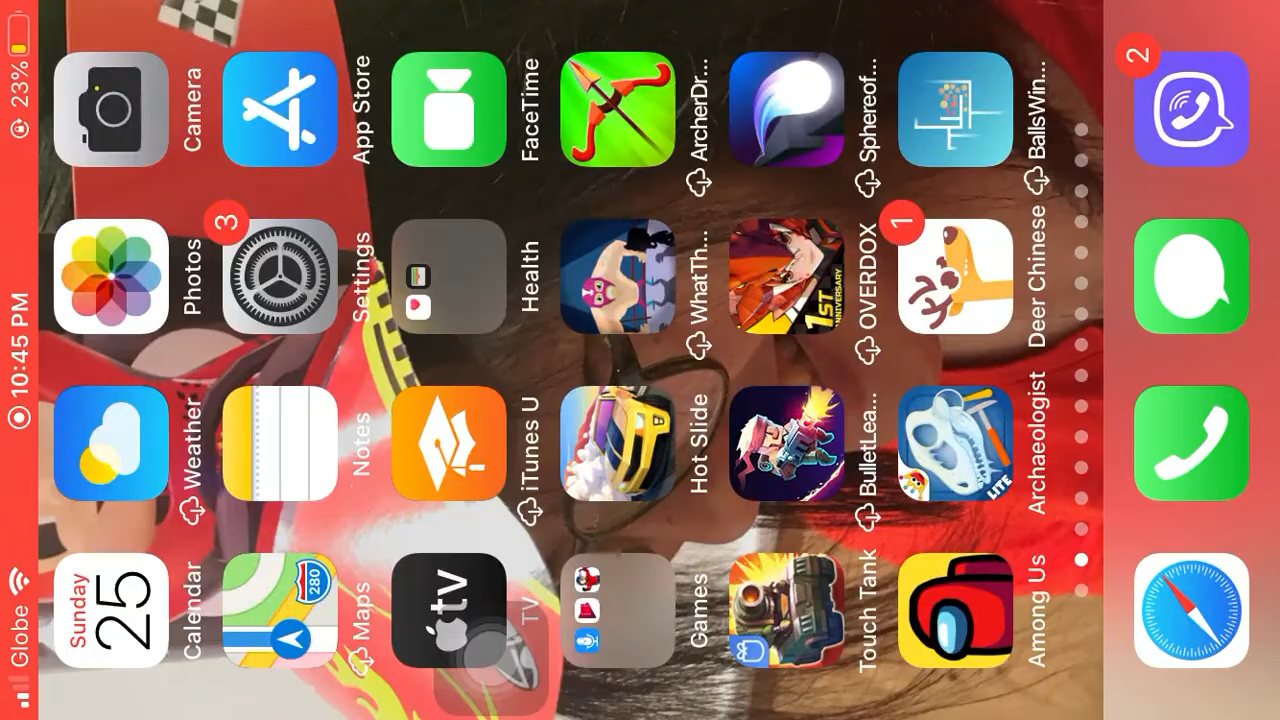 Globe 10:45 PM 23%
Sunday
25
280
Calendar Weather Photos Camera
3
Maps Notes Settings App Store
tv
TV iTunes U Health FaceTime
Games Hot Slide WhatTh... ArcherDr...
1ST
ANNIVERSARY
Touch Tank BulletLea... OVERDOX Sphereof...
LITE
1
Among Us Archaeologist Deer Chinese BallsWin...
2